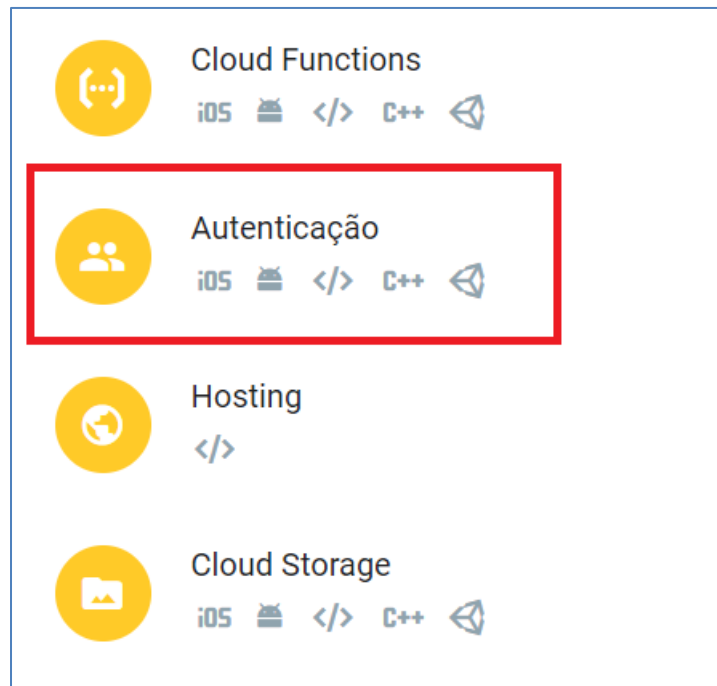 Cloud Functions
iOS </> C++
Autenticação
iOS </> C++
Hosting
</>
Cloud Storage
iOS </> C++